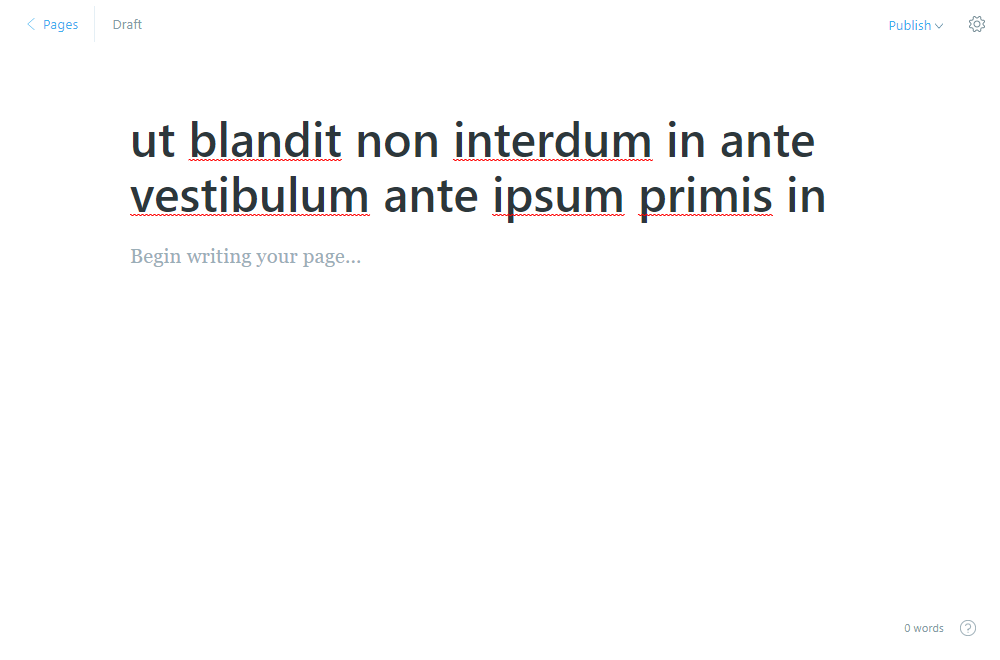 Pages
Draft
Publish
ut blandit non interdum in ante
vestibulum ante ipsum primis in
Begin writing your page...
0 words
?